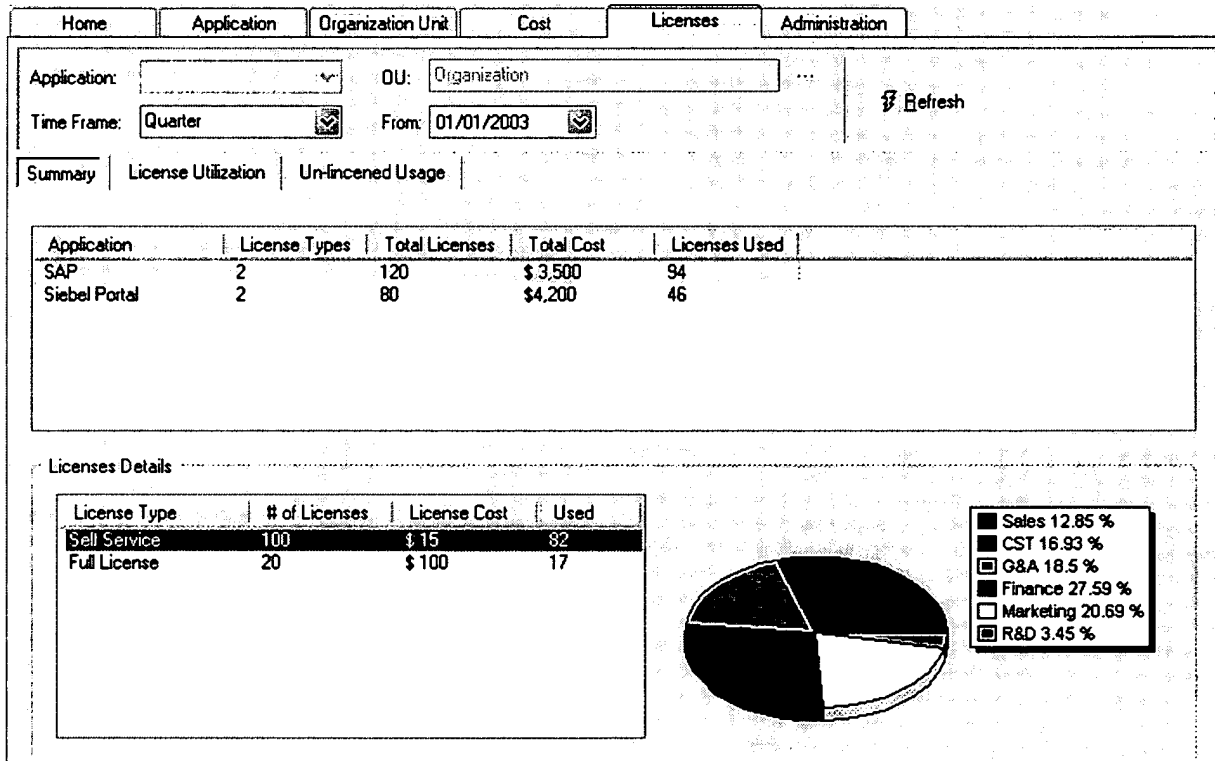 Home Application Organization Unit Cost Licenses Administration
Application: OU: Organization ...
Refresh
Time Frame: Quarter From: 01/01/2003
Summary License Utilization Un-lincened Usage
Application License Types Total Licenses Total Cost Licenses Used
SAP 2 120 $ 3,500 94
Siebel Portal 2 80 $4,200 46
Licenses Details
License Type # of Licenses License Cost Used
Sell Service 100 $ 15 82
Full License 20 $ 100 17
Sales 12.85 %
CST 16.93 %
G&A 18.5 %
Finance 27.59 %
Marketing 20.69 %
R&D 3.45 %